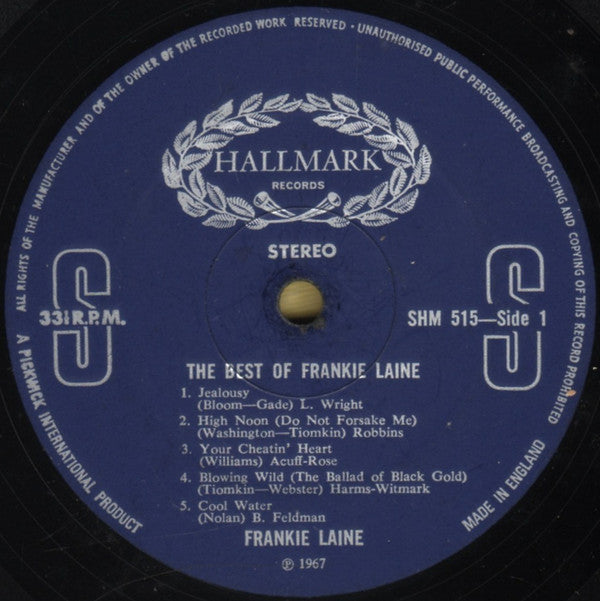 ALL RIGHTS OF THE MANUFACTURER AND OF THE OWNER OF THE RECORDED WORK RESERVED · UNAUTHORISED PUBLIC PERFORMANCE BROADCASTING AND COPYING OF THIS RECORD PROHIBITED
HALLMARK
RECORDS
STEREO
S S
33⅓ R.P.M.
SHM 515—Side 1
THE BEST OF FRANKIE LAINE
1. Jealousy
(Bloom—Gade) L. Wright
2. High Noon (Do Not Forsake Me)
(Washington—Tiomkin) Robbins
3. Your Cheatin' Heart
(Williams) Acuff-Rose
4. Blowing Wild (The Ballad of Black Gold)
(Tiomkin—Webster) Harms-Witmark
5. Cool Water
(Nolan) B. Feldman
FRANKIE LAINE
℗ 1967
A PICKWICK INTERNATIONAL PRODUCT
MADE IN ENGLAND